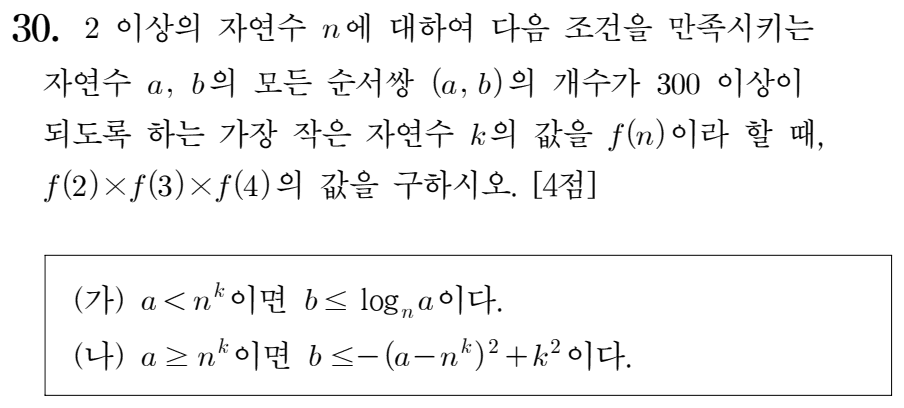 30. 2 이상의 자연수 n에 대하여 다음 조건을 만족시키는
자연수 a, b의 모든 순서쌍 (a, b)의 개수가 300 이상이
되도록 하는 가장 작은 자연수 k의 값을 f(n)이라 할 때,
f(2)×f(3)×f(4)의 값을 구하시오. [4점]
(가) a < n^k이면 b ≤ log_n a이다.
(나) a ≥ n^k이면 b ≤ −(a−n^k)^2+k^2이다.